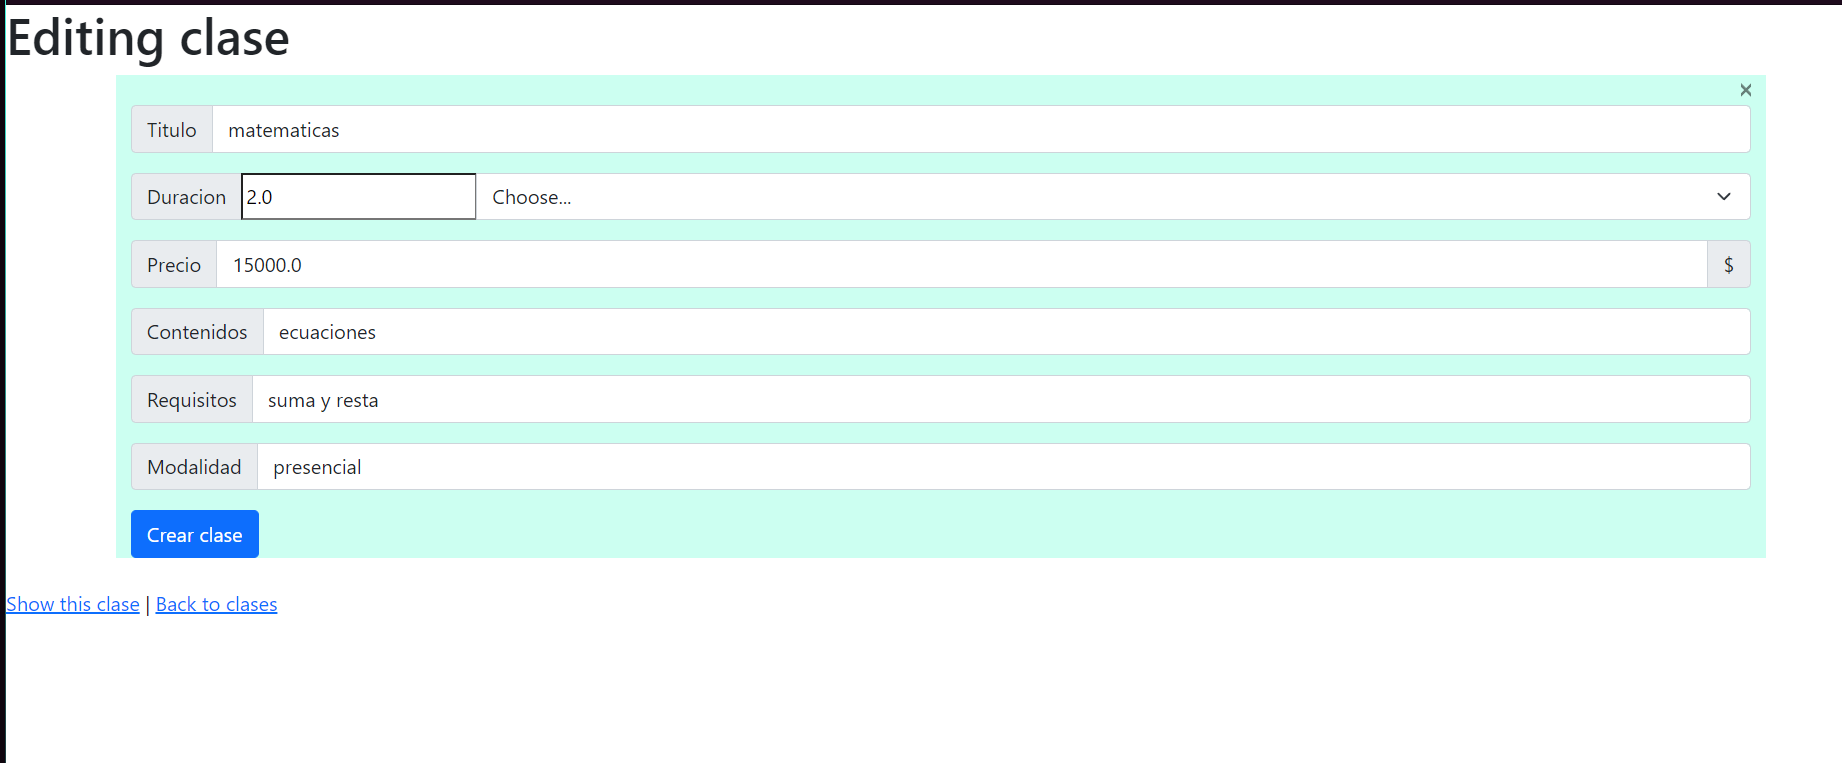 Editing clase
×
Titulo matematicas
Duracion 2.0 Choose...
Precio 15000.0 $
Contenidos ecuaciones
Requisitos suma y resta
Modalidad presencial
Crear clase
Show this clase | Back to clases